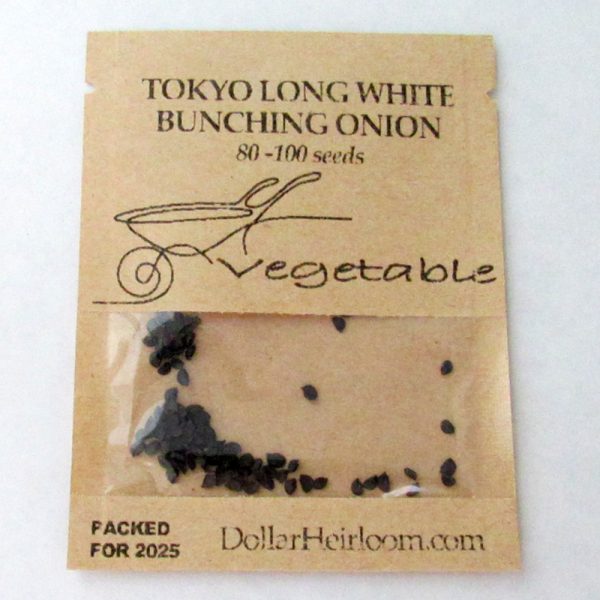 TOKYO LONG WHITE
BUNCHING ONION
80 -100 seeds
vegetable
PACKED
FOR 2025
DollarHeirloom.com